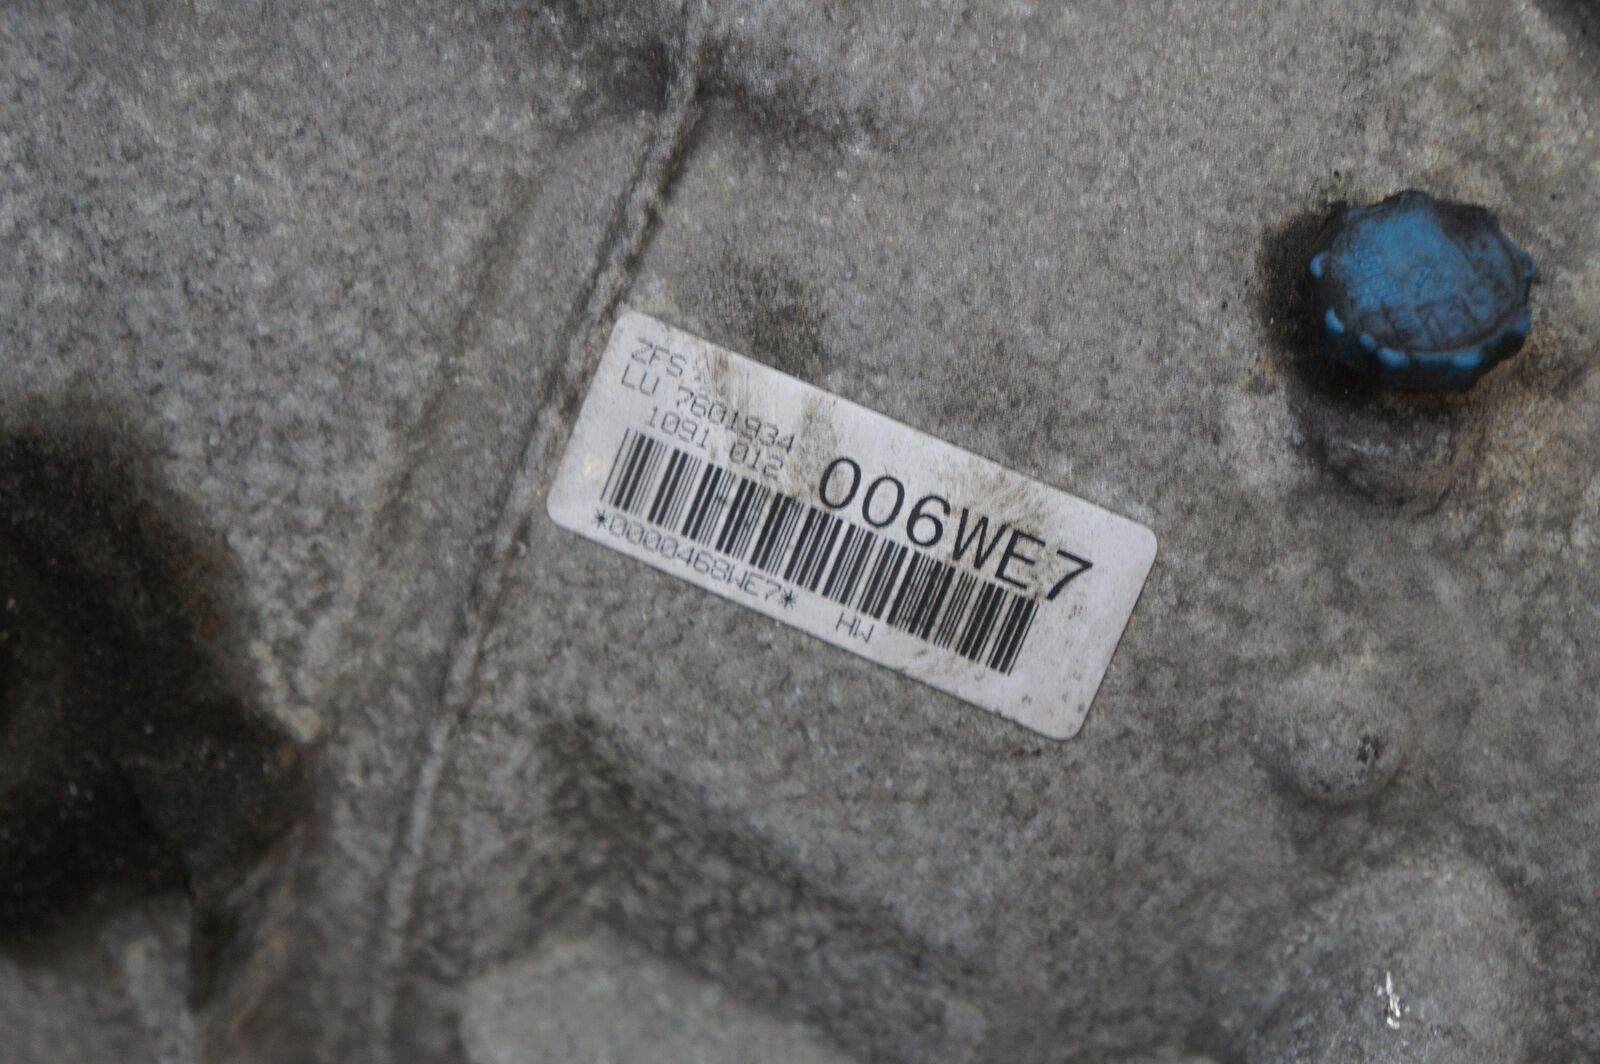 ZFS
LU 7601934
1091 012
006WE7
*0000468WE7*
HW